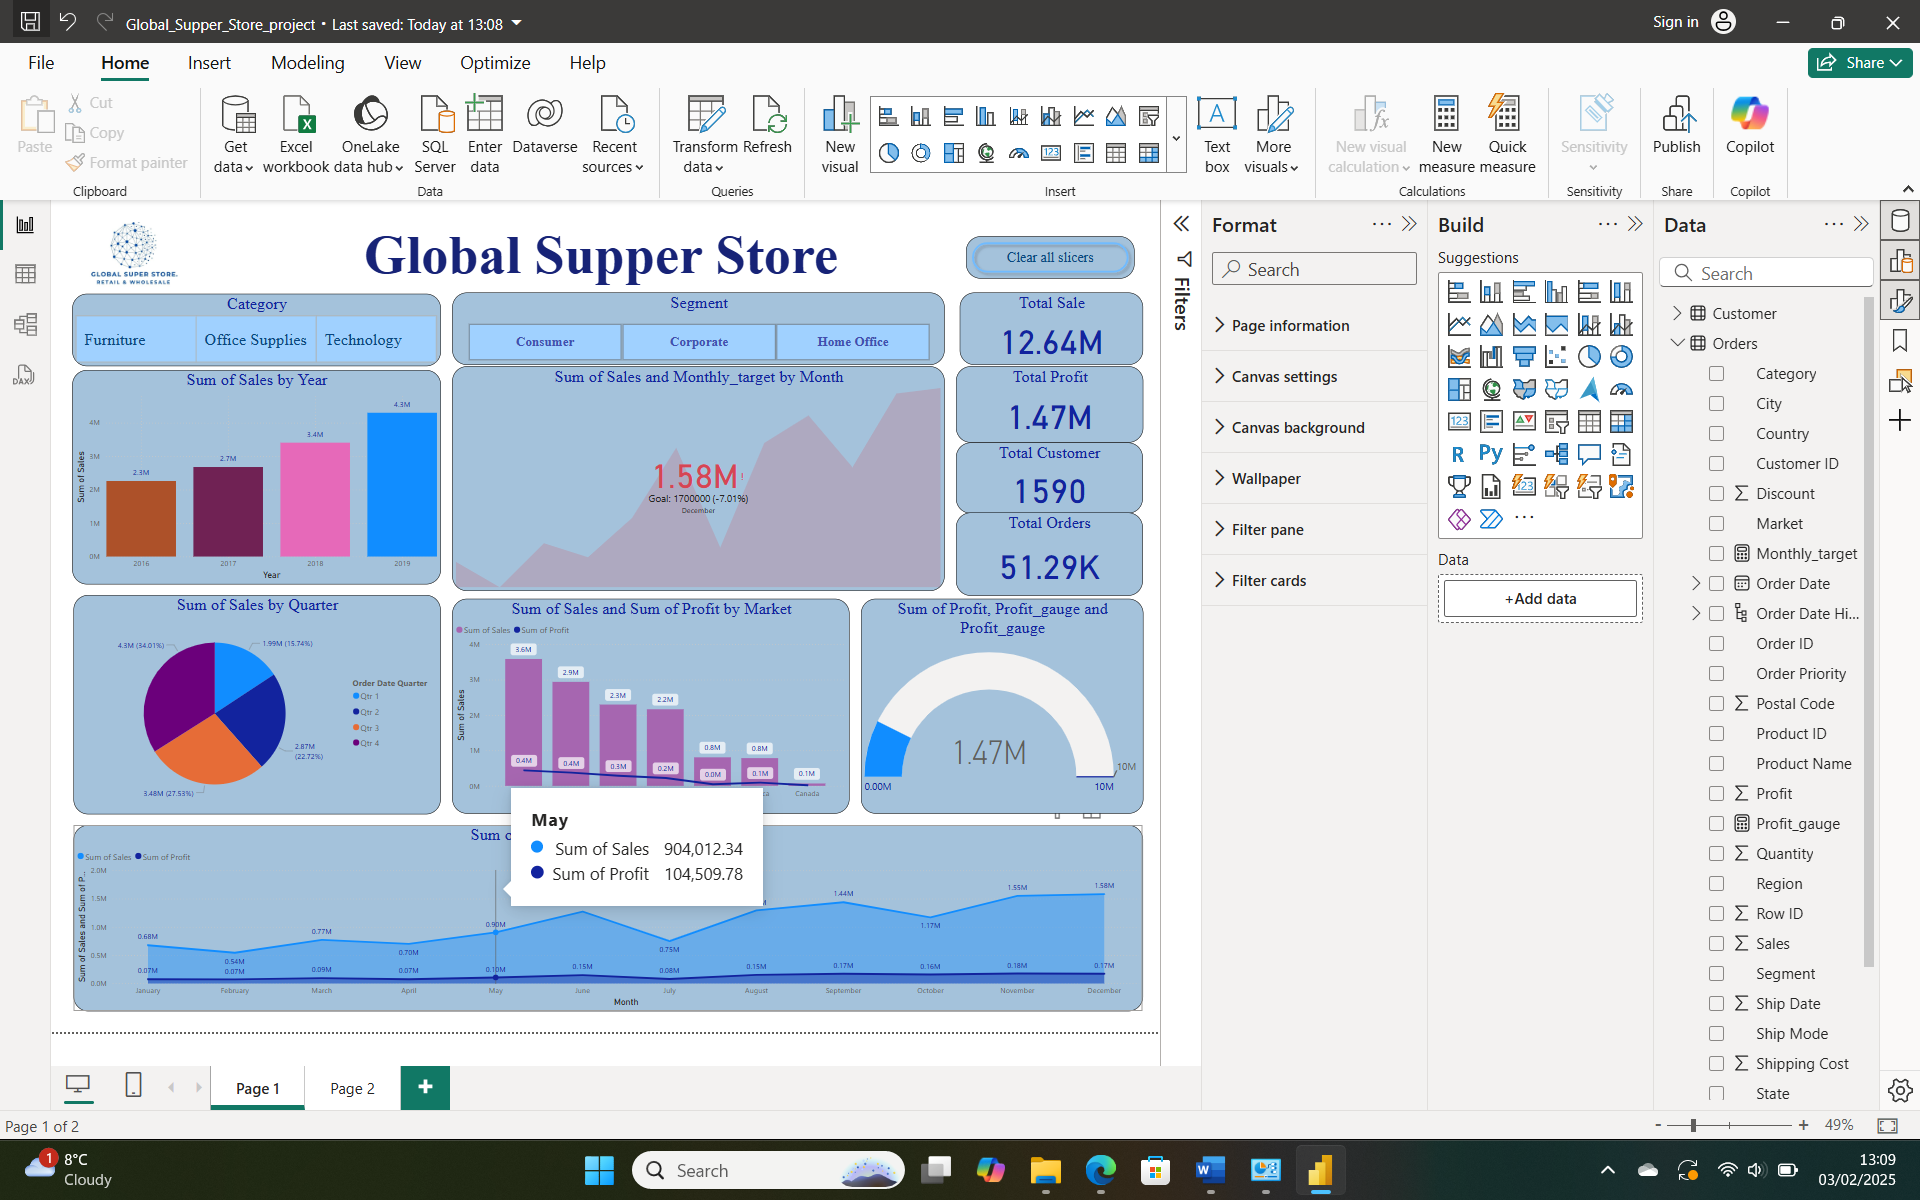 Global_Supper_Store_project • Last saved: Today at 13:08
Sign in
File Home Insert Modeling View Optimize Help
Share
Paste
Cut
Copy
Format painter
Clipboard
Get data
Excel workbook
OneLake data hub
SQL Server
Enter data
Dataverse
Recent sources
Data
Transform data
Refresh
Queries
New visual
123
Text box
More visuals
Insert
New visual calculation
New measure
Quick measure
Calculations
Sensitivity
Sensitivity
Publish
Share
Copilot
Copilot
GLOBAL SUPER STORE.
RETAIL & WHOLESALE
Global Supper Store
Clear all slicers
Category
Furniture
Office Supplies
Technology
Segment
Consumer
Corporate
Home Office
Total Sale
12.64M
Total Profit
1.47M
Total Customer
1590
Total Orders
51.29K
Sum of Sales by Year
Sum of Sales
4M
3M
2M
1M
0M
2.3M
2.7M
3.4M
4.3M
2016 2017 2018 2019
Year
Sum of Sales and Monthly_target by Month
1.58M!
Goal: 1700000 (-7.01%)
December
Sum of Sales by Quarter
4.3M (34.01%)
1.99M (15.74%)
2.87M
(22.72%)
3.48M (27.53%)
Order Date Quarter
Qtr 1
Qtr 2
Qtr 3
Qtr 4
Sum of Sales and Sum of Profit by Market
Sum of Sales Sum of Profit
Sum of Sales
4M
3M
2M
1M
0M
3.6M
2.9M
2.3M
2.2M
0.8M
0.8M
0.1M
0.4M
0.4M
0.3M
0.2M
0.0M
0.1M
Canada
Sum of Profit, Profit_gauge and
Profit_gauge
1.47M
0.00M
10M
10M
Sum o
Sum of Sales Sum of Profit
Sum of Sales and Sum of P...
2.0M
1.5M
1.0M
0.5M
0.0M
0.68M
0.54M
0.77M
0.70M
0.90M
0.75M
1.44M
1.17M
1.55M
1.58M
0.07M
0.07M
0.09M
0.07M
0.10M
0.15M
0.08M
0.15M
0.17M
0.16M
0.18M
0.17M
January February March April May June July August September October November December
Month
May
Sum of Sales 904,012.34
Sum of Profit 104,509.78
Filters
Format
Search
Page information
Canvas settings
Canvas background
Wallpaper
Filter pane
Filter cards
Build
Suggestions
123
R
Py
123
Data
+Add data
Data
Search
Customer
Orders
Category
City
Country
Customer ID
Discount
Market
Monthly_target
Order Date
Order Date Hi...
Order ID
Order Priority
Postal Code
Product ID
Product Name
Profit
Profit_gauge
Quantity
Region
Row ID
Sales
Segment
Ship Date
Ship Mode
Shipping Cost
State
DAX
Page 1
Page 2
+
Page 1 of 2
- + 49%
1
8°C
Cloudy
Search
13:09
03/02/2025